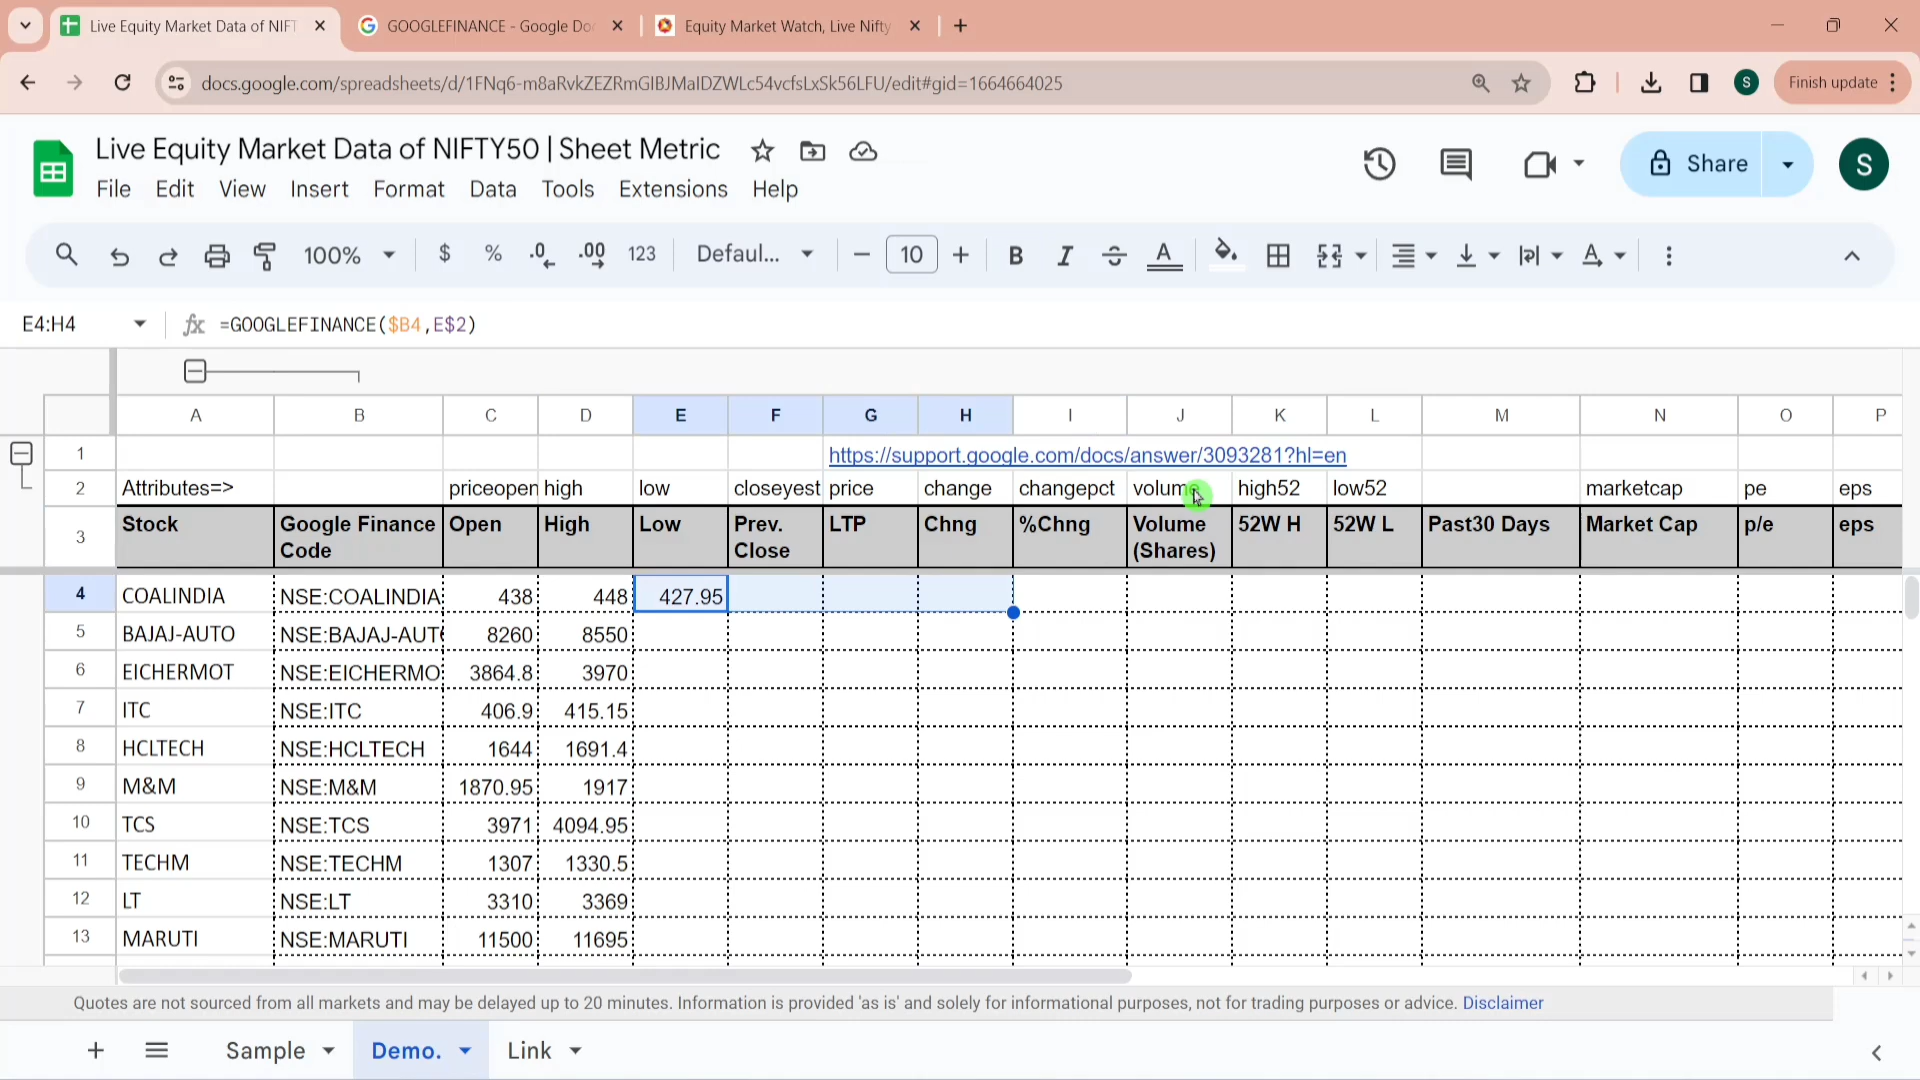 Live Equity Market Data of NIFT
GOOGLEFINANCE - Google Do
Equity Market Watch, Live Nifty
docs.google.com/spreadsheets/d/1FNq6-m8aRvkZEZRmGIBJMaIDZWLc54vcfsLxSk56LFU/edit#gid=1664664025
S
Finish update
Live Equity Market Data of NIFTY50 | Sheet Metric
File Edit View Insert Format Data Tools Extensions Help
Share
S
100% $ % .0 .00 123 Defaul... 10 B I A
E4:H4 fx =GOOGLEFINANCE($B4,E$2)
A B C D E F G H I J K L M N O P
1 https://support.google.com/docs/answer/3093281?hl=en
2 Attributes=> priceopen high low closeyest price change changepct volume high52 low52 marketcap pe eps
3 Stock Google Finance Code Open High Low Prev. Close LTP Chng %Chng Volume (Shares) 52W H 52W L Past30 Days Market Cap p/e eps
4 COALINDIA NSE:COALINDIA 438 448 427.95
5 BAJAJ-AUTO NSE:BAJAJ-AUT 8260 8550
6 EICHERMOT NSE:EICHERMO 3864.8 3970
7 ITC NSE:ITC 406.9 415.15
8 HCLTECH NSE:HCLTECH 1644 1691.4
9 M&M NSE:M&M 1870.95 1917
10 TCS NSE:TCS 3971 4094.95
11 TECHM NSE:TECHM 1307 1330.5
12 LT NSE:LT 3310 3369
13 MARUTI NSE:MARUTI 11500 11695
Quotes are not sourced from all markets and may be delayed up to 20 minutes. Information is provided 'as is' and solely for informational purposes, not for trading purposes or advice. Disclaimer
Sample Demo. Link